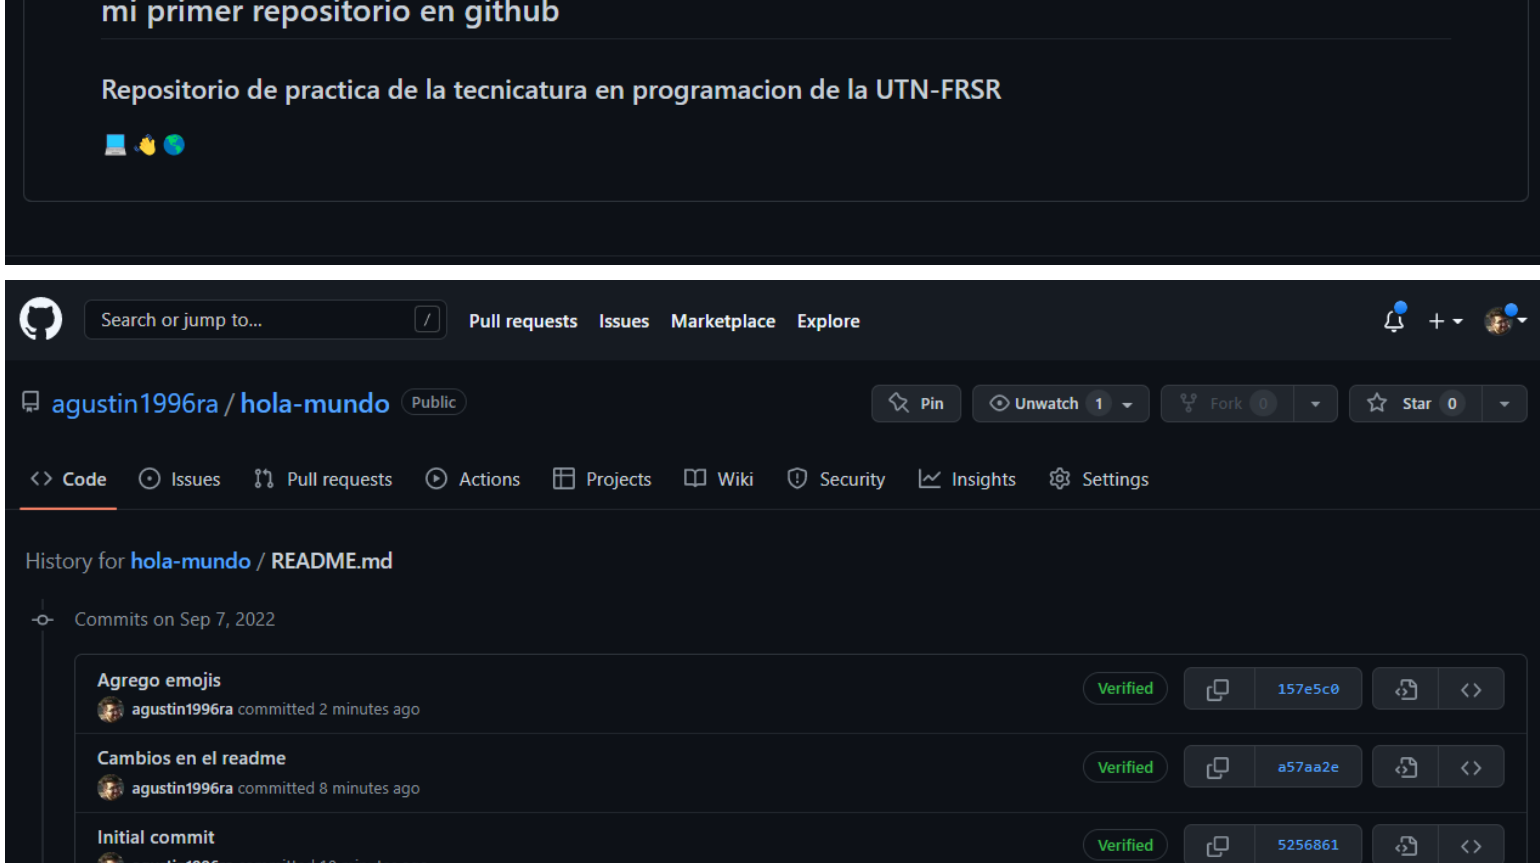 mi primer repositorio en github
Repositorio de practica de la tecnicatura en programacion de la UTN-FRSR
Search or jump to... / Pull requests Issues Marketplace Explore
agustin1996ra / hola-mundo Public Pin Unwatch 1 Fork 0 Star 0
Code Issues Pull requests Actions Projects Wiki Security Insights Settings
History for hola-mundo / README.md
Commits on Sep 7, 2022
Agrego emojis
agustin1996ra committed 2 minutes ago Verified 157e5c0
Cambios en el readme
agustin1996ra committed 8 minutes ago Verified a57aa2e
Initial commit
Verified 5256861